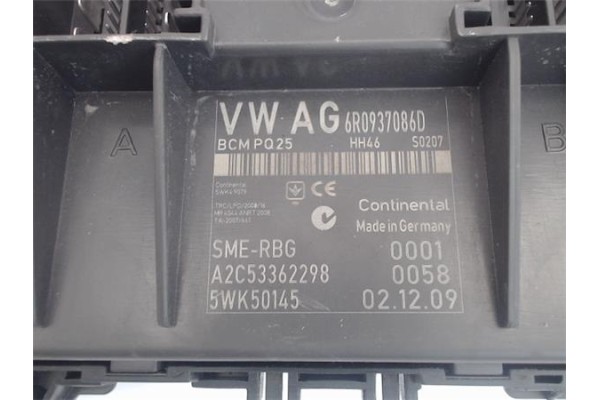 A
VW AG 6R0937086D
BCM PQ25 HH46 S0207
B
Continental
CE
Continental
Made in Germany
SME-RBG 0001
A2C53362298 0058
5WK50145 02.12.09